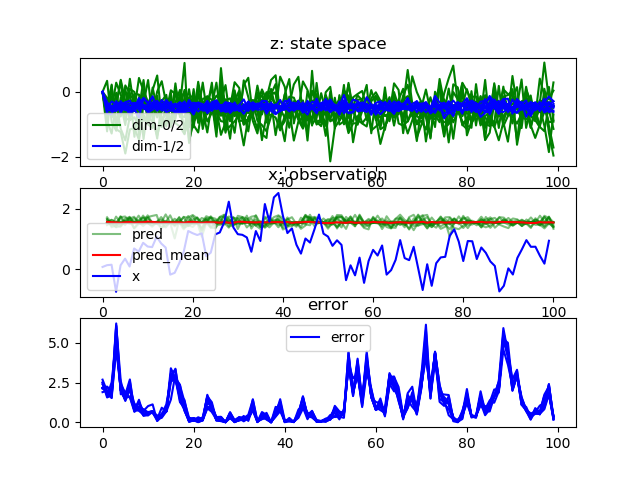 z: state space
0
−2
dim-0/2
dim-1/2
0 20 40 60 80 100
x: observation
2
0
pred
pred_mean
x
0 20 40 60 80 100
error
5.0
2.5
0.0
error
0 20 40 60 80 100